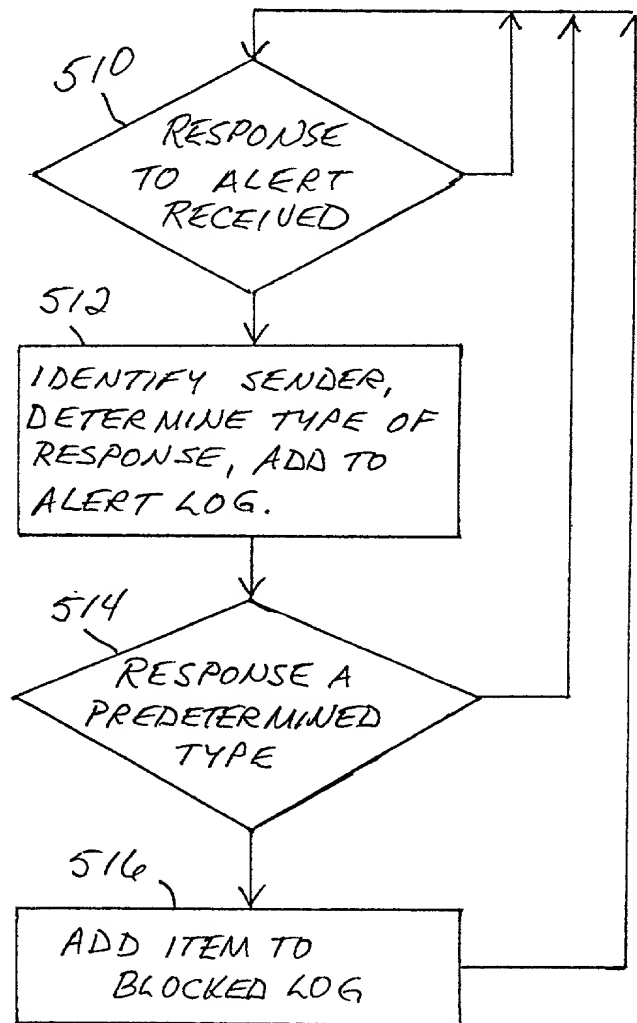 510
RESPONSE
TO ALERT
RECEIVED
512
IDENTIFY SENDER,
DETERMINE TYPE OF
RESPONSE, ADD TO
ALERT LOG.
514
RESPONSE A
PREDETERMINED
TYPE
516
ADD ITEM TO
BLOCKED LOG